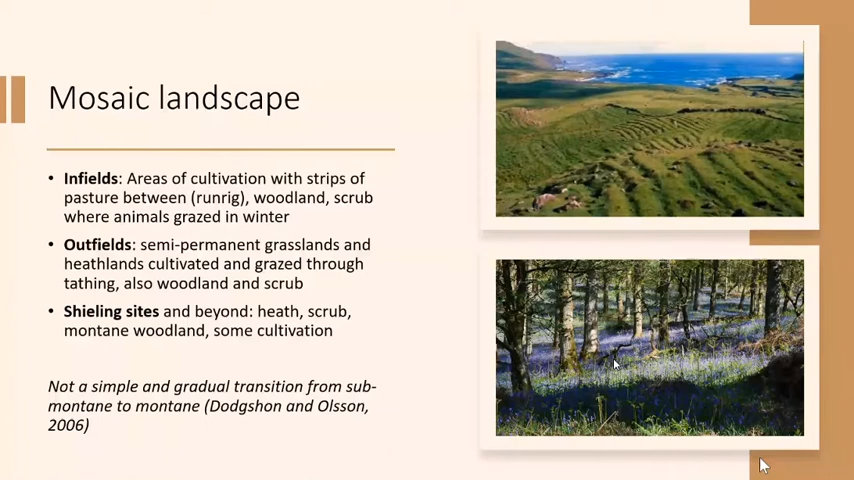 Mosaic landscape
• Infields: Areas of cultivation with strips of
pasture between (runrig), woodland, scrub
where animals grazed in winter
• Outfields: semi-permanent grasslands and
heathlands cultivated and grazed through
tathing, also woodland and scrub
• Shieling sites and beyond: heath, scrub,
montane woodland, some cultivation
Not a simple and gradual transition from sub-
montane to montane (Dodgshon and Olsson,
2006)